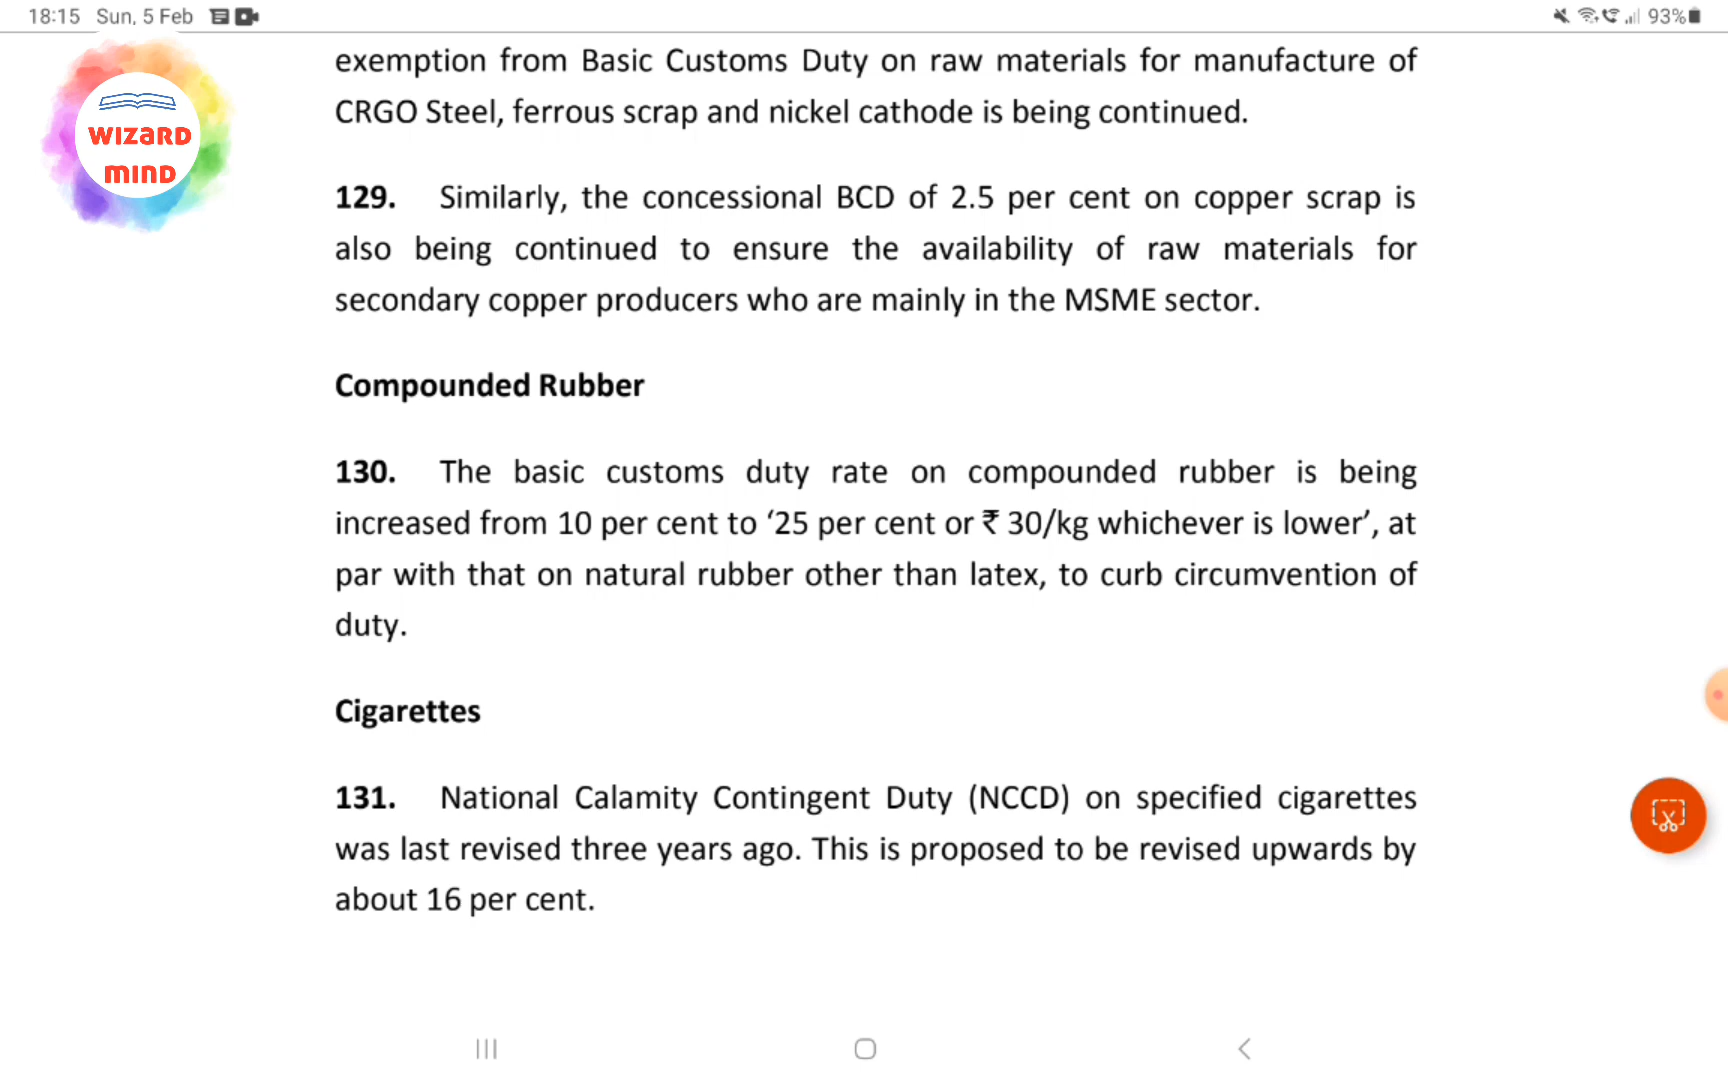 18:15 Sun, 5 Feb
93%
WIZARD
MIND
exemption from Basic Customs Duty on raw materials for manufacture of
CRGO Steel, ferrous scrap and nickel cathode is being continued.
129. Similarly, the concessional BCD of 2.5 per cent on copper scrap is
also being continued to ensure the availability of raw materials for
secondary copper producers who are mainly in the MSME sector.
Compounded Rubber
130. The basic customs duty rate on compounded rubber is being
increased from 10 per cent to ‘25 per cent or ₹ 30/kg whichever is lower’, at
par with that on natural rubber other than latex, to curb circumvention of
duty.
Cigarettes
131. National Calamity Contingent Duty (NCCD) on specified cigarettes
was last revised three years ago. This is proposed to be revised upwards by
about 16 per cent.